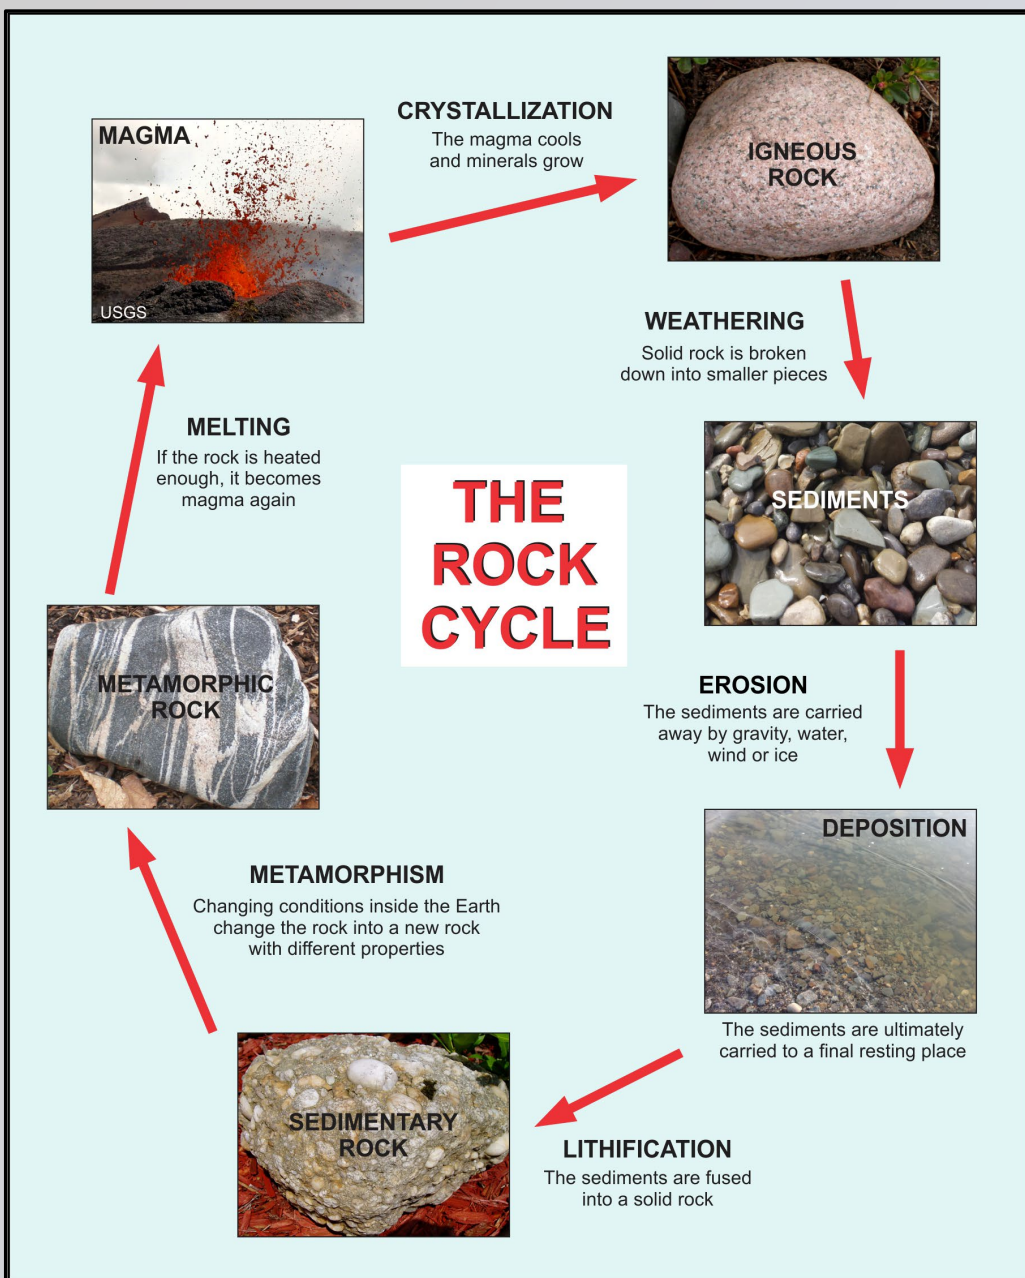 MAGMA
USGS
CRYSTALLIZATION
The magma cools
and minerals grow
IGNEOUS
ROCK
WEATHERING
Solid rock is broken
down into smaller pieces
SEDIMENTS
EROSION
The sediments are carried
away by gravity, water,
wind or ice
DEPOSITION
The sediments are ultimately
carried to a final resting place
LITHIFICATION
The sediments are fused
into a solid rock
SEDIMENTARY
ROCK
METAMORPHISM
Changing conditions inside the Earth
change the rock into a new rock
with different properties
METAMORPHIC
ROCK
MELTING
If the rock is heated
enough, it becomes
magma again
THE
ROCK
CYCLE